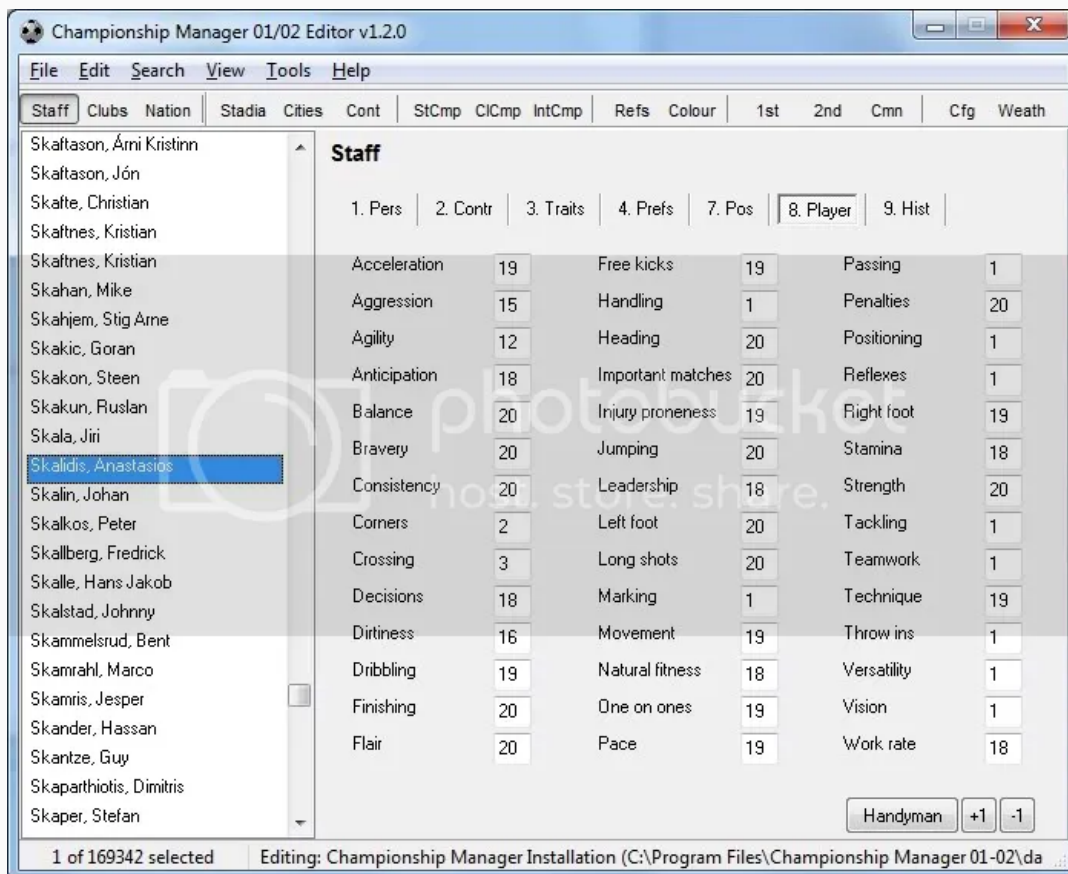 Championship Manager 01/02 Editor v1.2.0
File Edit Search View Tools Help
Staff Clubs Nation Stadia Cities Cont StCmp ClCmp IntCmp Refs Colour 1st 2nd Cmn Cfg Weath
Skaftason, Árni Kristinn
Skaftason, Jón
Skafte, Christian
Skaftnes, Kristian
Skaftnes, Kristian
Skahan, Mike
Skahjem, Stig Arne
Skakic, Goran
Skakon, Steen
Skakun, Ruslan
Skala, Jiri
Skalidis, Anastasios
Skalin, Johan
Skalkos, Peter
Skallberg, Fredrick
Skalle, Hans Jakob
Skalstad, Johnny
Skammelsrud, Bent
Skamrahl, Marco
Skamris, Jesper
Skander, Hassan
Skantze, Guy
Skaparthiotis, Dimitris
Skaper, Stefan
Staff
1. Pers 2. Contr 3. Traits 4. Prefs 7. Pos 8. Player 9. Hist
Acceleration 19 Free kicks 19 Passing 1
Aggression 15 Handling 1 Penalties 20
Agility 12 Heading 20 Positioning 1
Anticipation 18 Important matches 20 Reflexes 1
Balance 20 Injury proneness 19 Right foot 19
Bravery 20 Jumping 20 Stamina 18
Consistency 20 Leadership 18 Strength 20
Corners 2 Left foot 20 Tackling 1
Crossing 3 Long shots 20 Teamwork 1
Decisions 18 Marking 1 Technique 19
Dirtiness 16 Movement 19 Throw ins 1
Dribbling 19 Natural fitness 18 Versatility 1
Finishing 20 One on ones 19 Vision 1
Flair 20 Pace 19 Work rate 18
Handyman +1 -1
1 of 169342 selected Editing: Championship Manager Installation (C:\Program Files\Championship Manager 01-02\da
photobucket
host. store. share.